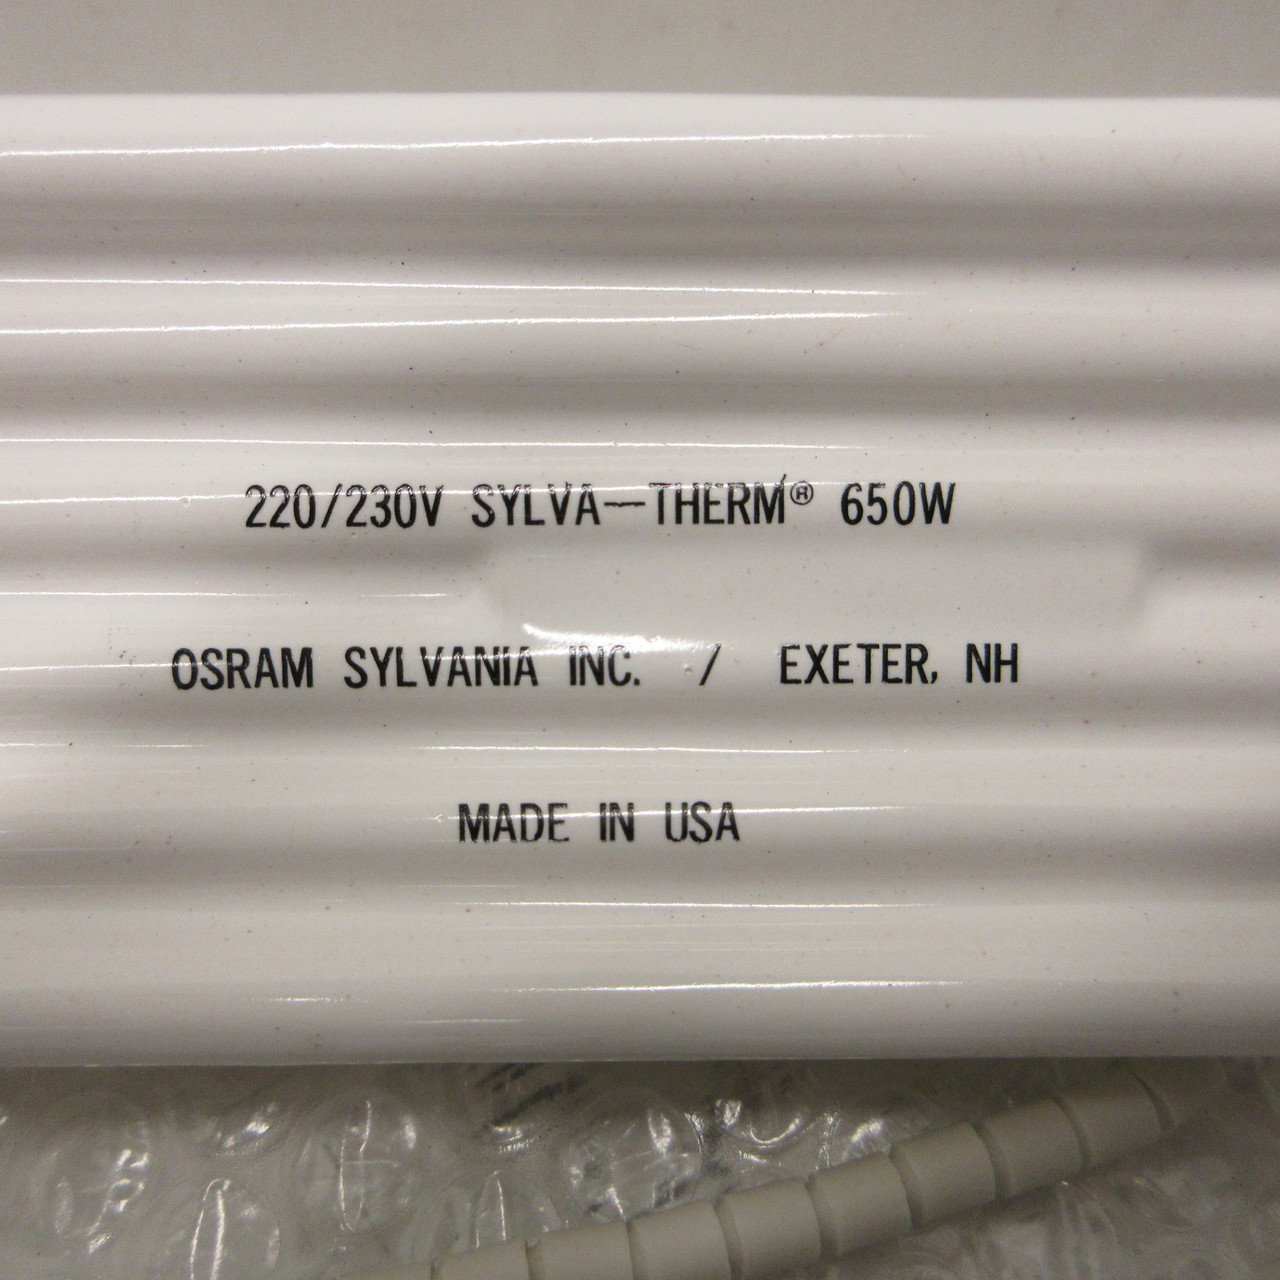 220/230V SYLVA-THERM® 650W
OSRAM SYLVANIA INC. / EXETER, NH
MADE IN USA